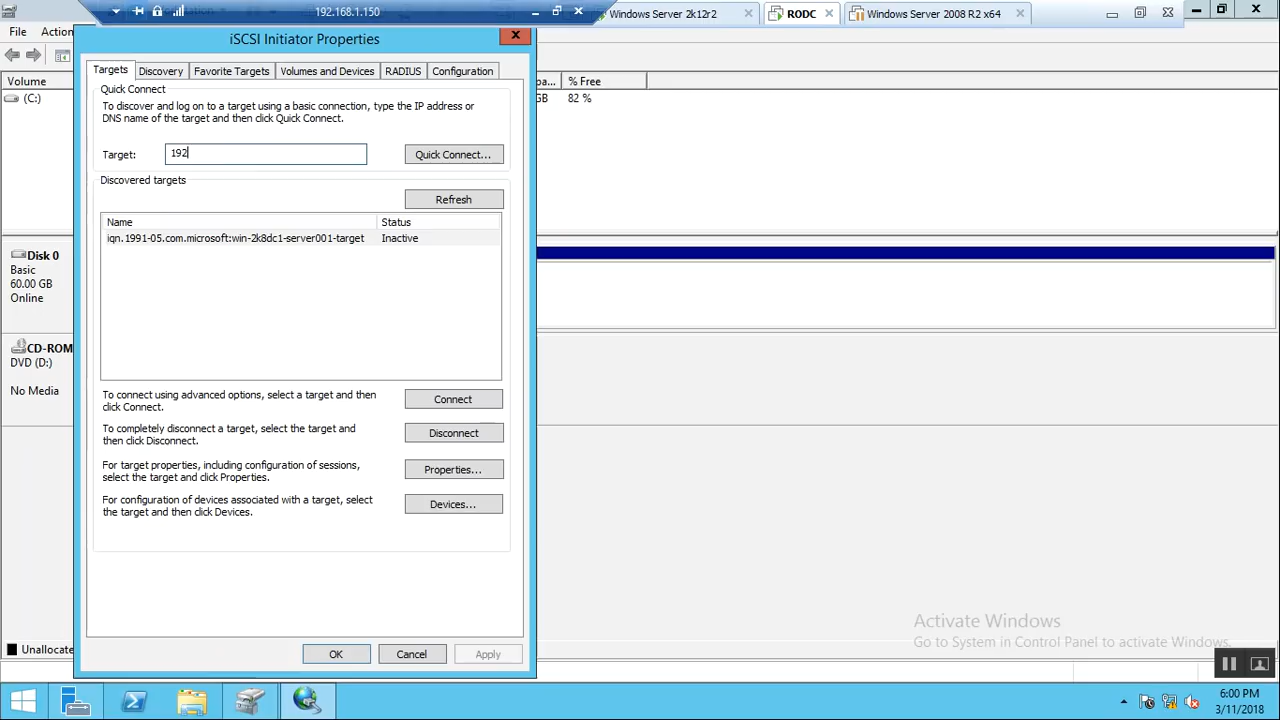 192.168.1.150
Windows Server 2k12:2
RODC
Windows Server 2008 R2 x64
File
Action
iSCSI Initiator Properties
Targets
Discovery
Favorite Targets
Volumes and Devices
RADIUS
Configuration
Volume
% Free
(C:)
GB
82 %
Quick Connect
To discover and log on to a target using a basic connection, type the IP address or
DNS name of the target and then click Quick Connect.
Target:
192
Quick Connect...
Discovered targets
Refresh
Name
Status
iqn.1991-05.com.microsoft:win-2k8dc1-server001-target
Inactive
Disk 0
Basic
60.00 GB
Online
CD-ROM
DVD (D:)
No Media
To connect using advanced options, select a target and then
click Connect.
Connect
To completely disconnect a target, select the target and
then click Disconnect.
Disconnect
For target properties, including configuration of sessions,
select the target and click Properties.
Properties...
For configuration of devices associated with a target, select
the target and then click Devices.
Devices...
Activate Windows
Go to System in Control Panel to activate Windows.
Unallocate
OK
Cancel
Apply
6:00 PM
3/11/2018